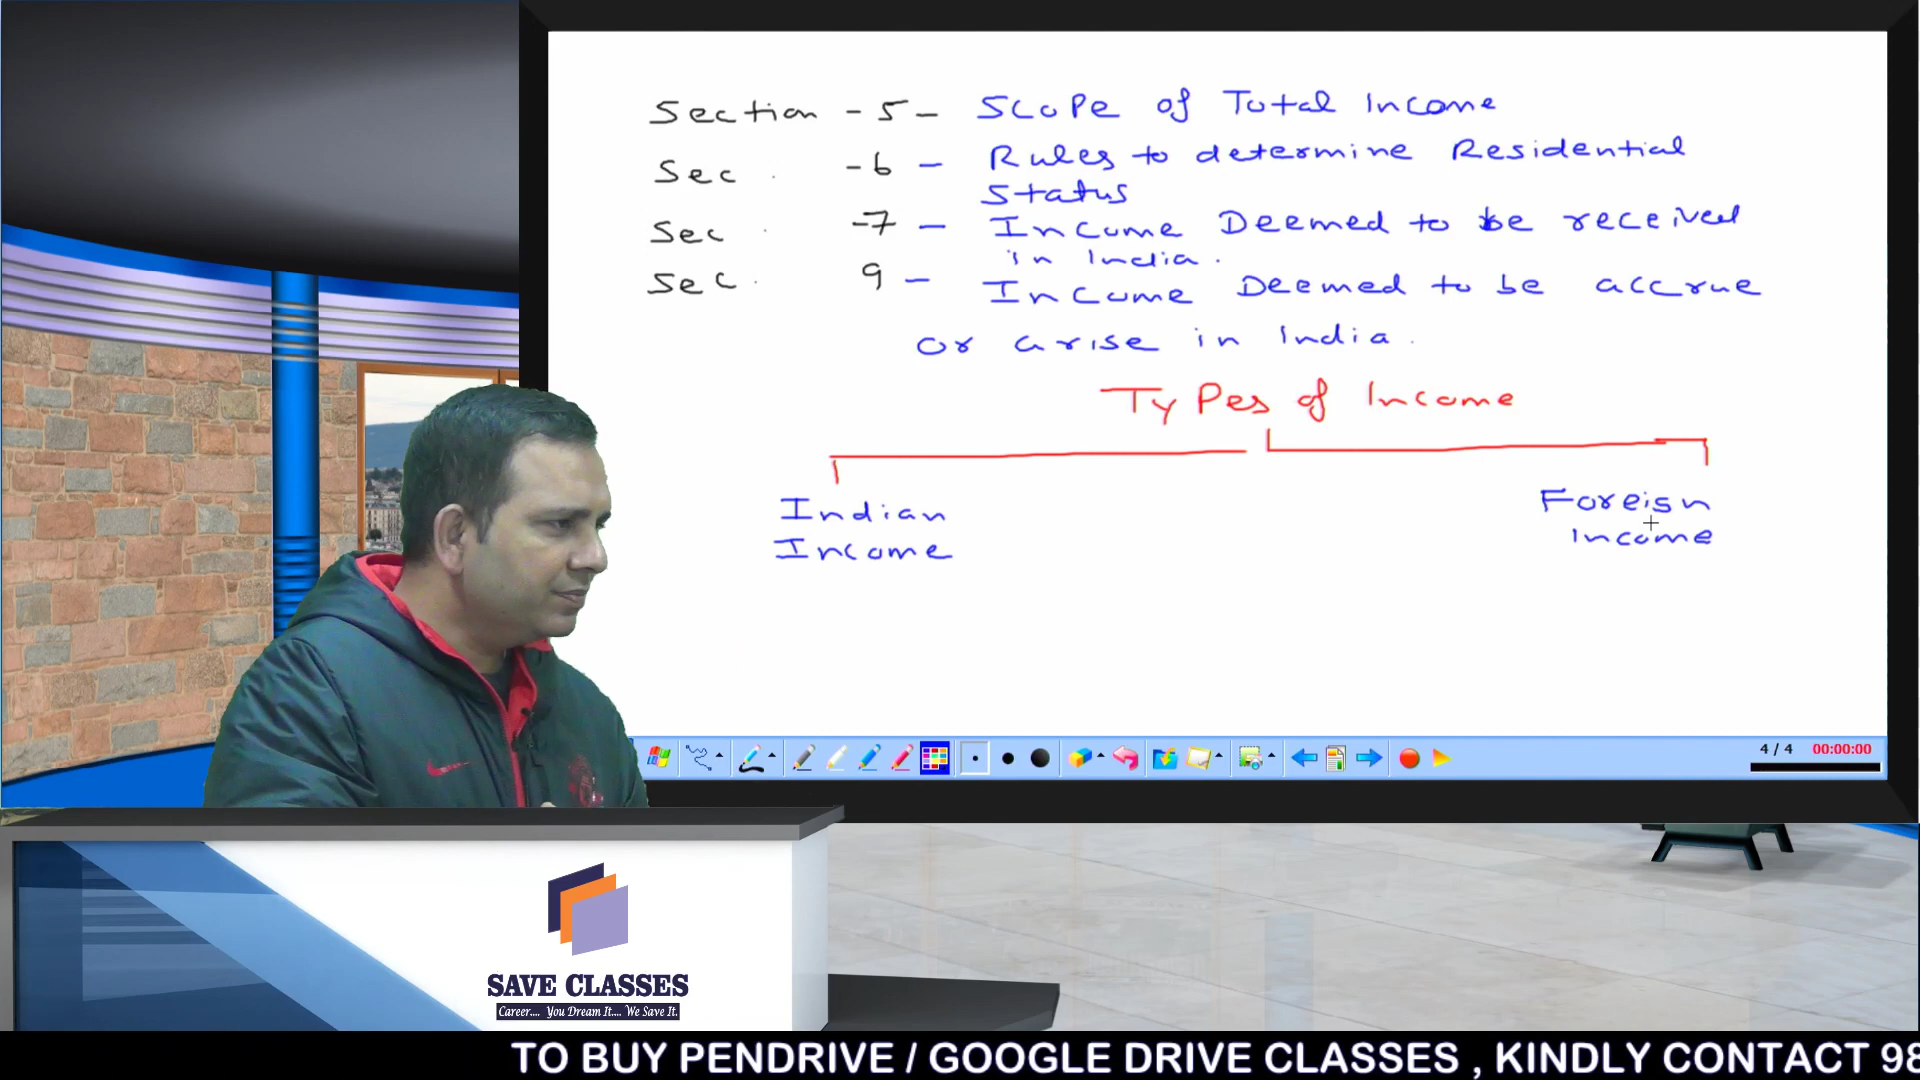 Section - 5 - Scope of Total Income
Sec - 6 - Rules to determine Residential
Status
Sec - 7 - Income Deemed to be received
in India.
Sec. 9 - Income Deemed to be accrue
or arise in India.
Types of Income
Indian
Income
Foreign
Income
4 / 4 00:00:00
SAVE CLASSES
Career.... You Dream It.... We Save It.
TO BUY PENDRIVE / GOOGLE DRIVE CLASSES , KINDLY CONTACT 98